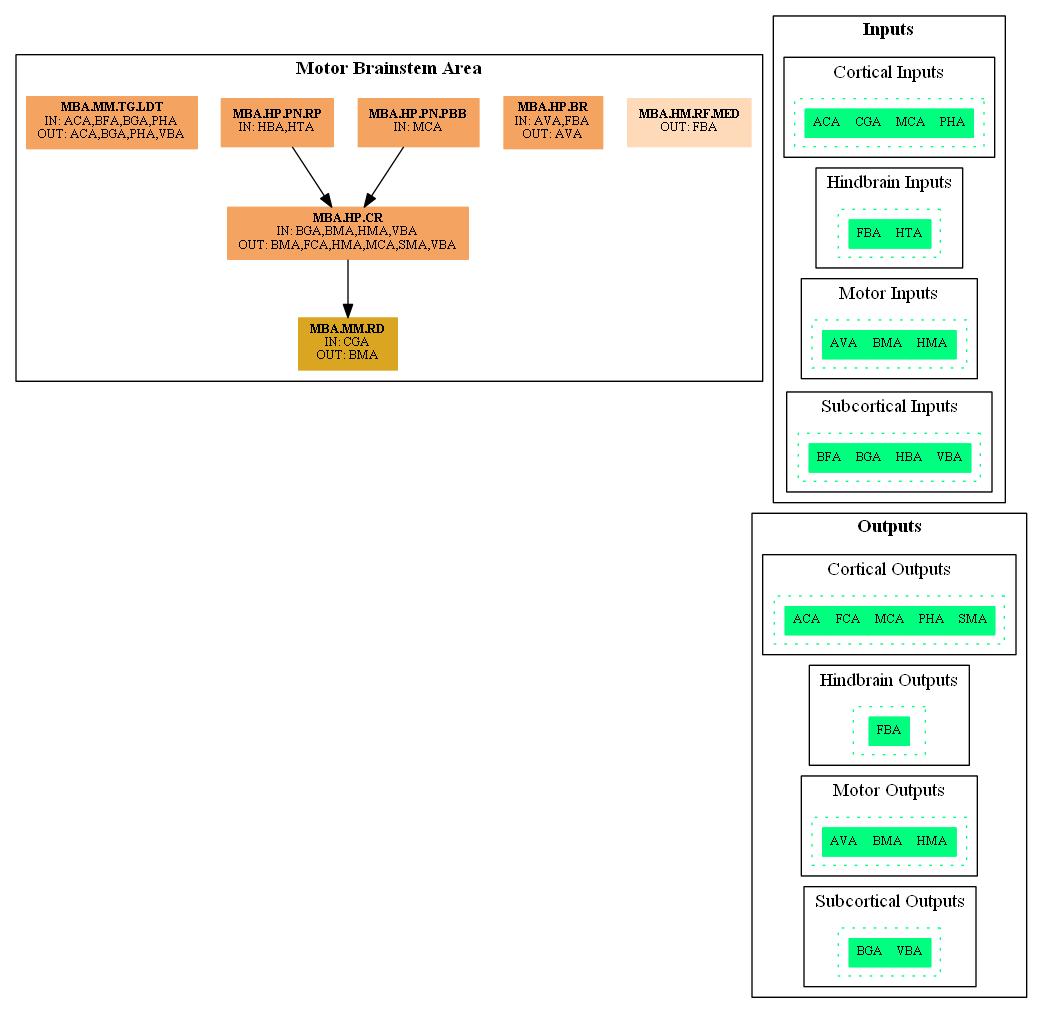 Motor Brainstem Area
MBA.MM.TG.LDT
IN: ACA,BFA,BGA,PHA
OUT: ACA,BGA,PHA,VBA
MBA.HP.PN.RP
IN: HBA,HTA
MBA.HP.PN.PBB
IN: MCA
MBA.HP.BR
IN: AVA,FBA
OUT: AVA
MBA.HM.RF.MED
OUT: FBA
MBA.HP.CR
IN: BGA,BMA,HMA,VBA
OUT: BMA,FCA,HMA,MCA,SMA,VBA
MBA.MM.RD
IN: CGA
OUT: BMA
Inputs
Cortical Inputs
ACA CGA MCA PHA
Hindbrain Inputs
FBA HTA
Motor Inputs
AVA BMA HMA
Subcortical Inputs
BFA BGA HBA VBA
Outputs
Cortical Outputs
ACA FCA MCA PHA SMA
Hindbrain Outputs
FBA
Motor Outputs
AVA BMA HMA
Subcortical Outputs
BGA VBA